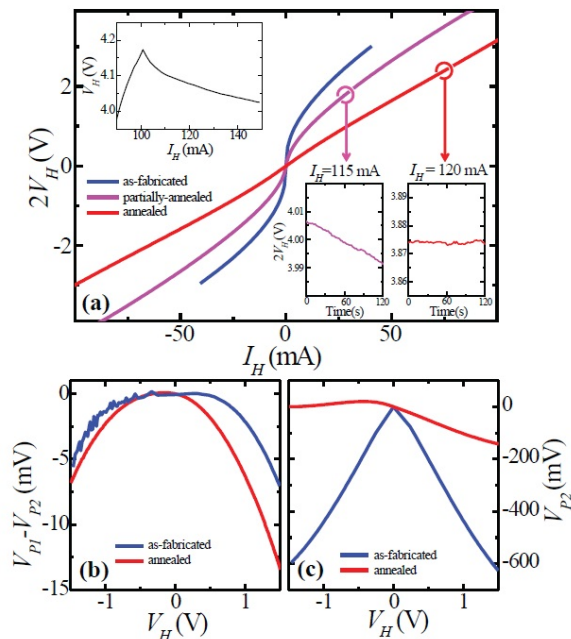 4.2
4.1
4.0
V_H(V)
100 120 140
I_H (mA)
2V_H (V)
2
0
-2
as-fabricated
partially-annealed
annealed
I_H=115 mA
I_H = 120 mA
2V_H(V)
4.01
4.00
3.99
0 60 120
Time(s)
3.88
3.87
3.86
0 60 120
Time(s)
(a)
-50 0 50
I_H (mA)
V_P1-V_P2 (mV)
0
-5
-10
-15
as-fabricated
annealed
(b)
-1 0 1
V_H(V)
(c)
as-fabricated
annealed
-1 0 1
V_H(V)
0
-200
-400
-600
V_P2(mV)